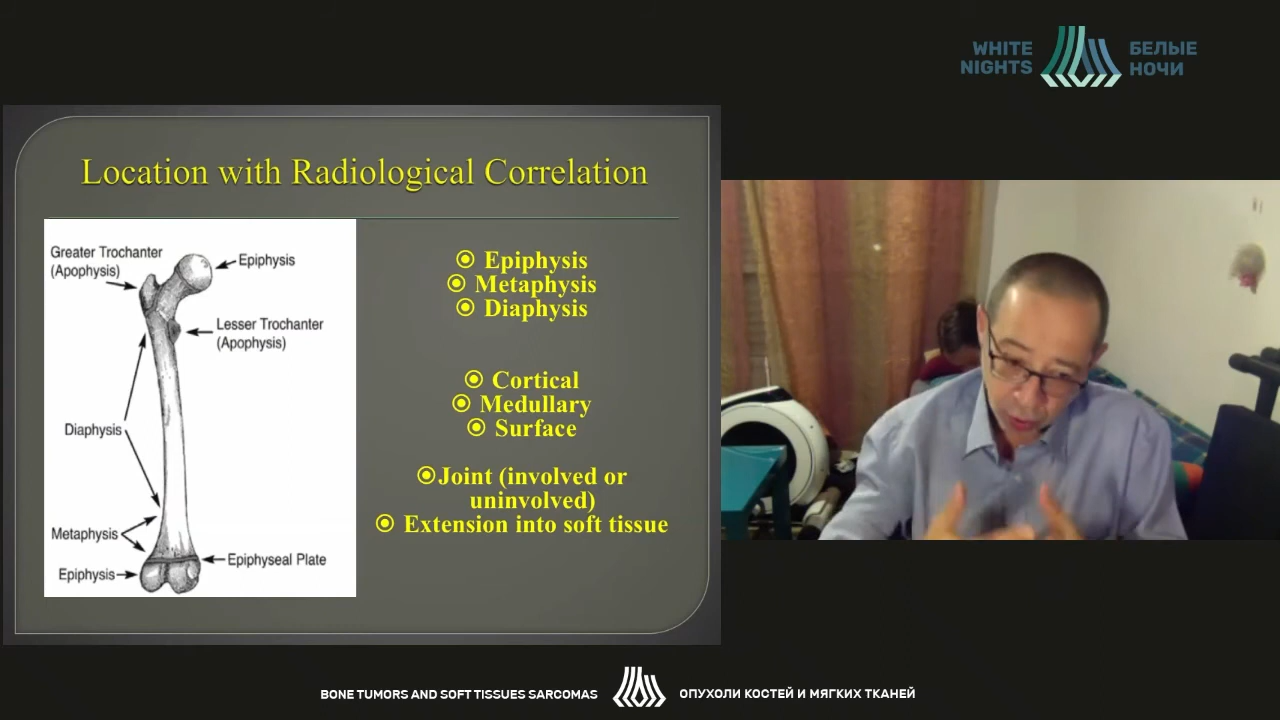 WHITE
NIGHTS
БЕЛЫЕ
НОЧИ
Location with Radiological Correlation
Greater Trochanter
(Apophysis)
Epiphysis
Lesser Trochanter
(Apophysis)
Diaphysis
Metaphysis
Epiphyseal Plate
Epiphysis
Epiphysis
Metaphysis
Diaphysis
Cortical
Medullary
Surface
Joint (involved or
uninvolved)
Extension into soft tissue
BONE TUMORS AND SOFT TISSUES SARCOMAS
ОПУХОЛИ КОСТЕЙ И МЯГКИХ ТКАНЕЙ